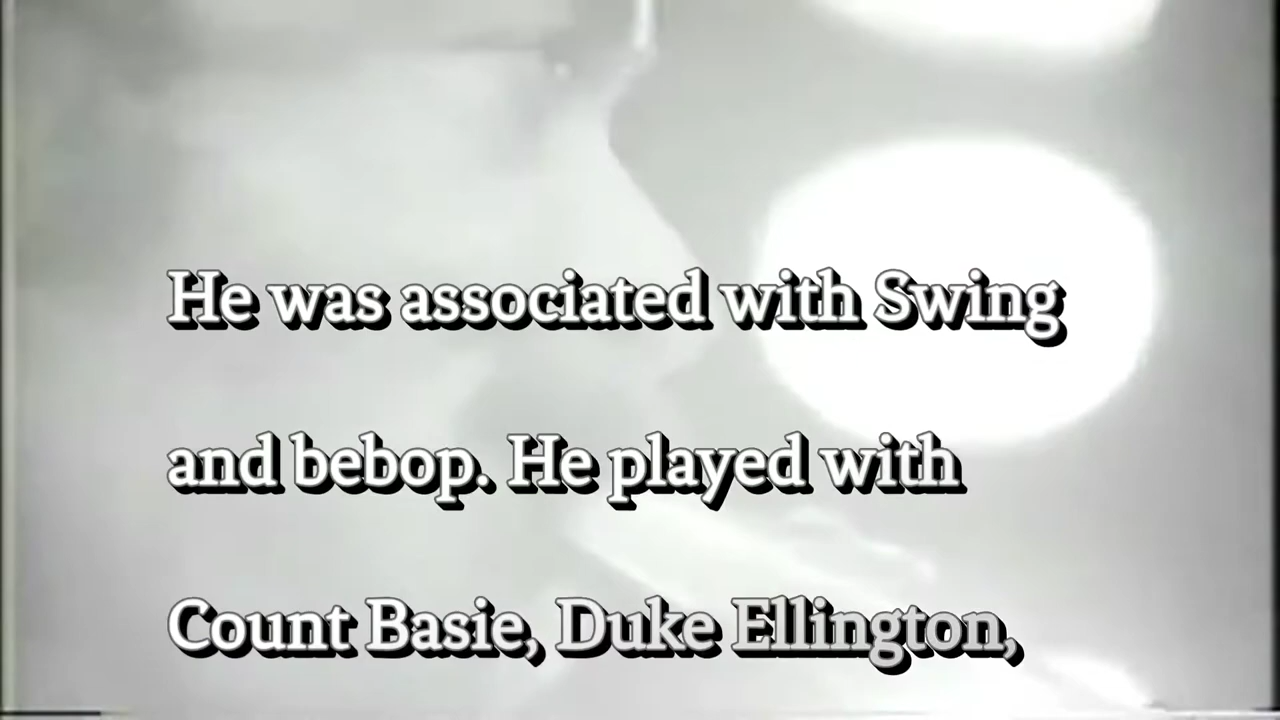 He was associated with Swing
and bebop. He played with
Count Basie, Duke Ellington,